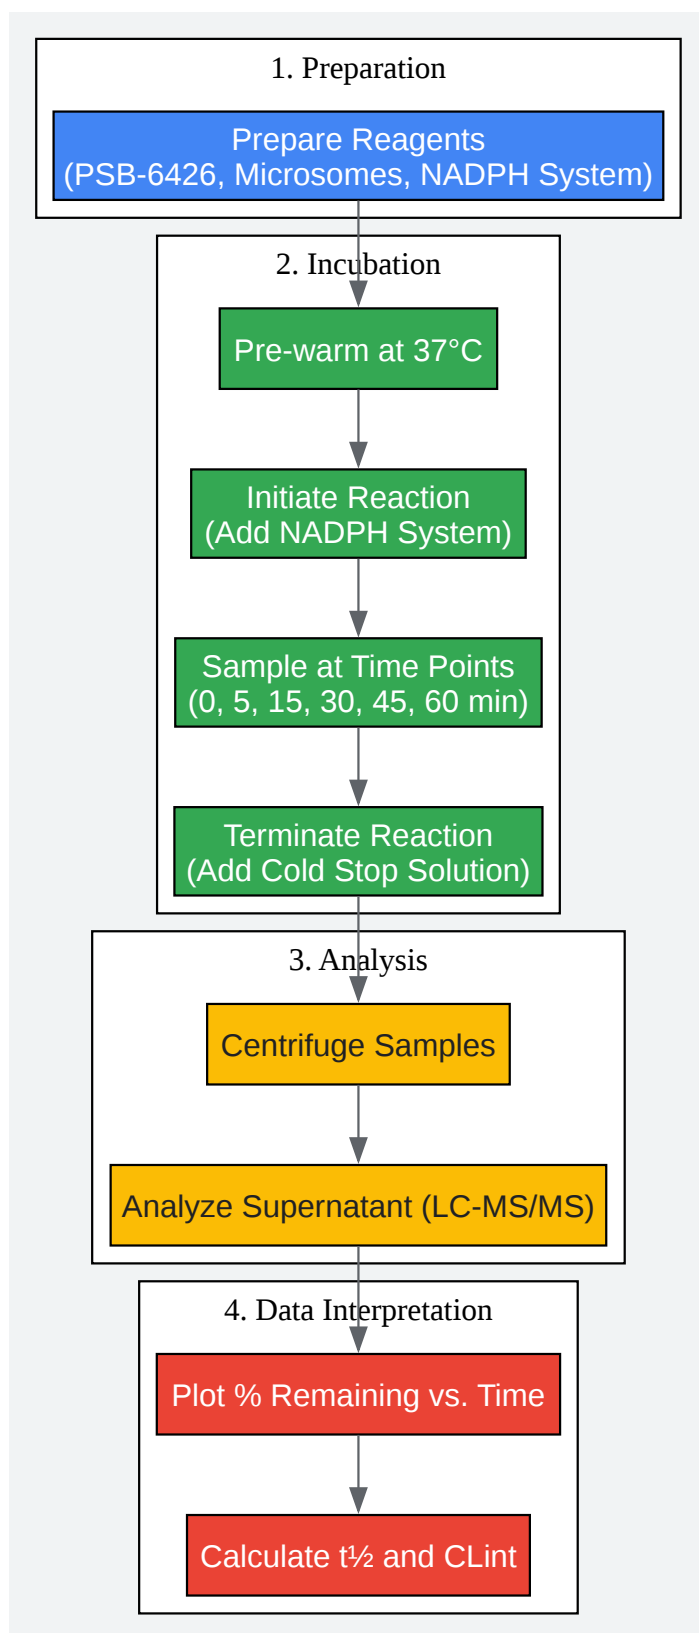 1. Preparation
Prepare Reagents
(PSB-6426, Microsomes, NADPH System)
2. Incubation
Pre-warm at 37°C
Initiate Reaction
(Add NADPH System)
Sample at Time Points
(0, 5, 15, 30, 45, 60 min)
Terminate Reaction
(Add Cold Stop Solution)
3. Analysis
Centrifuge Samples
Analyze Supernatant (LC-MS/MS)
4. Data Interpretation
Plot % Remaining vs. Time
Calculate t½ and CLint